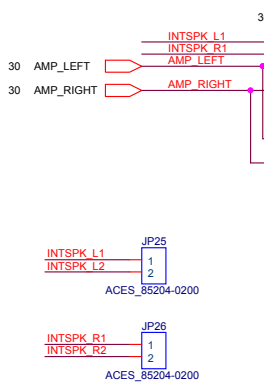 3
INTSPK_L1
INTSPK_R1
30 AMP_LEFT AMP_LEFT
30 AMP_RIGHT AMP_RIGHT
JP25
INTSPK_L1 1
INTSPK_L2 2
ACES_85204-0200
JP26
INTSPK_R1 1
INTSPK_R2 2
ACES_85204-0200